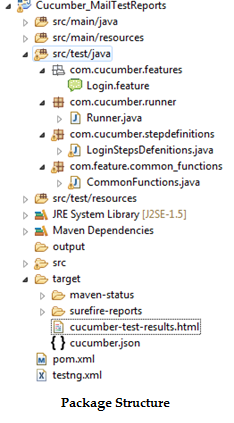 Cucumber_MailTestReports
src/main/java
src/main/resources
src/test/java
com.cucumber.features
Login.feature
com.cucumber.runner
Runner.java
com.cucumber.stepdefinitions
LoginStepsDefenitions.java
com.feature.common_functions
CommonFunctions.java
src/test/resources
JRE System Library [J2SE-1.5]
Maven Dependencies
output
src
target
maven-status
surefire-reports
cucumber-test-results.html
cucumber.json
pom.xml
testng.xml
Package Structure